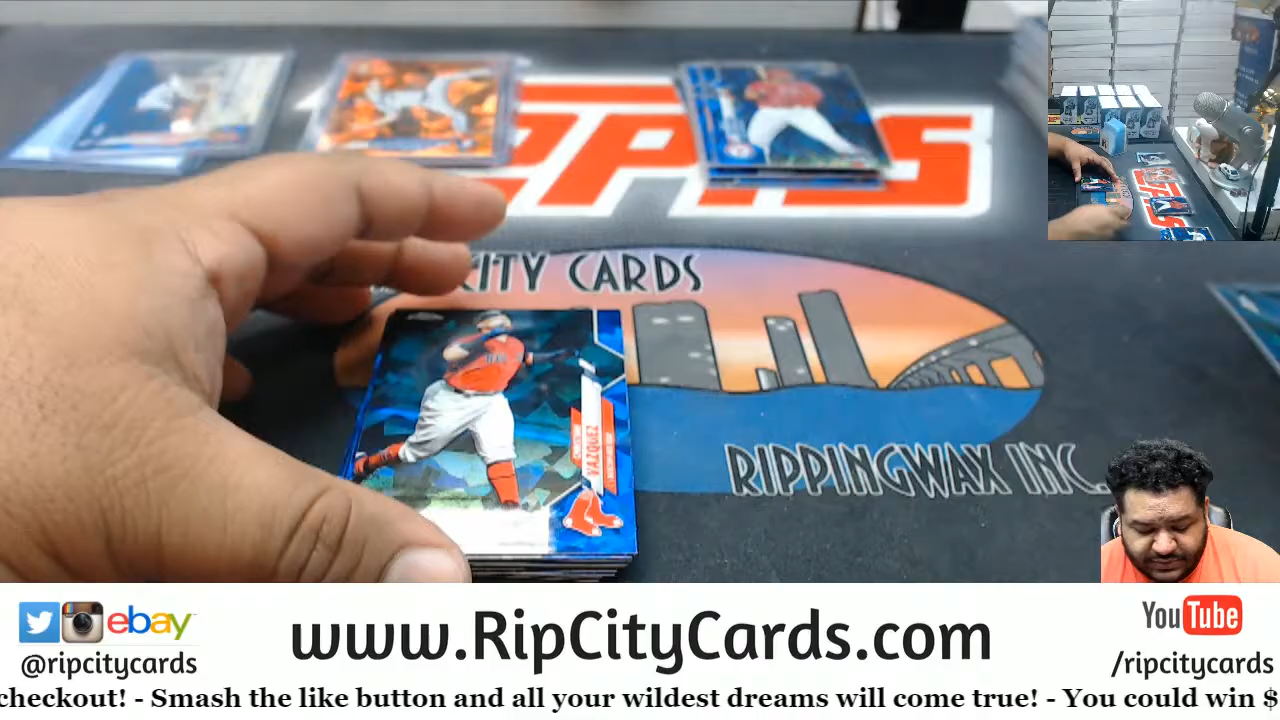 TOPPS
CITY CARDS
RIPPINGWAX INC.
VAZQUEZ
ebay
@ripcitycards
www.RipCityCards.com
YouTube
/ripcitycards
checkout! - Smash the like button and all your wildest dreams will come true! - You could win $